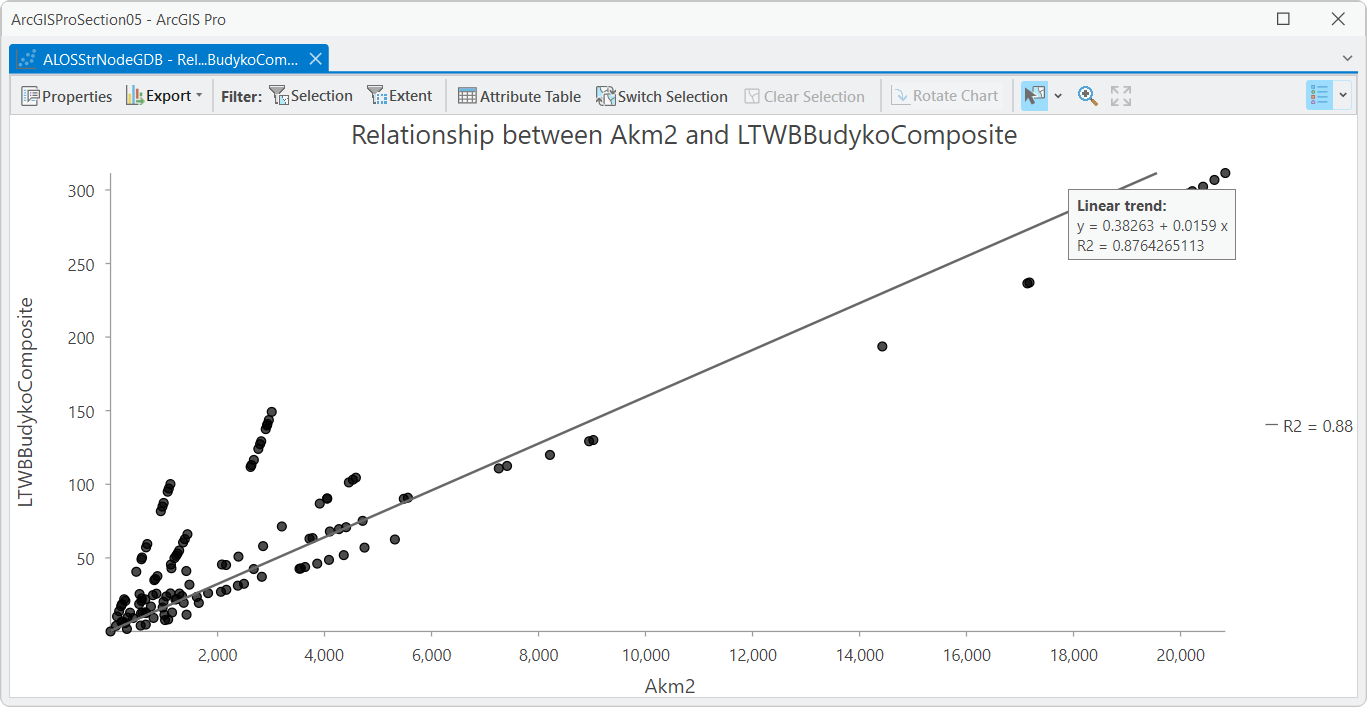 ArcGISProSection05 - ArcGIS Pro
ALOSStrNodeGDB - Rel...BudykoCom...
Properties Export Filter: Selection Extent Attribute Table Switch Selection Clear Selection Rotate Chart
Relationship between Akm2 and LTWBBudykoComposite
Linear trend:
y = 0.38263 + 0.0159 x
R2 = 0.8764265113
LTWBBudykoComposite
300
250
200
150
100
50
R2 = 0.88
2,000 4,000 6,000 8,000 10,000 12,000 14,000 16,000 18,000 20,000
Akm2